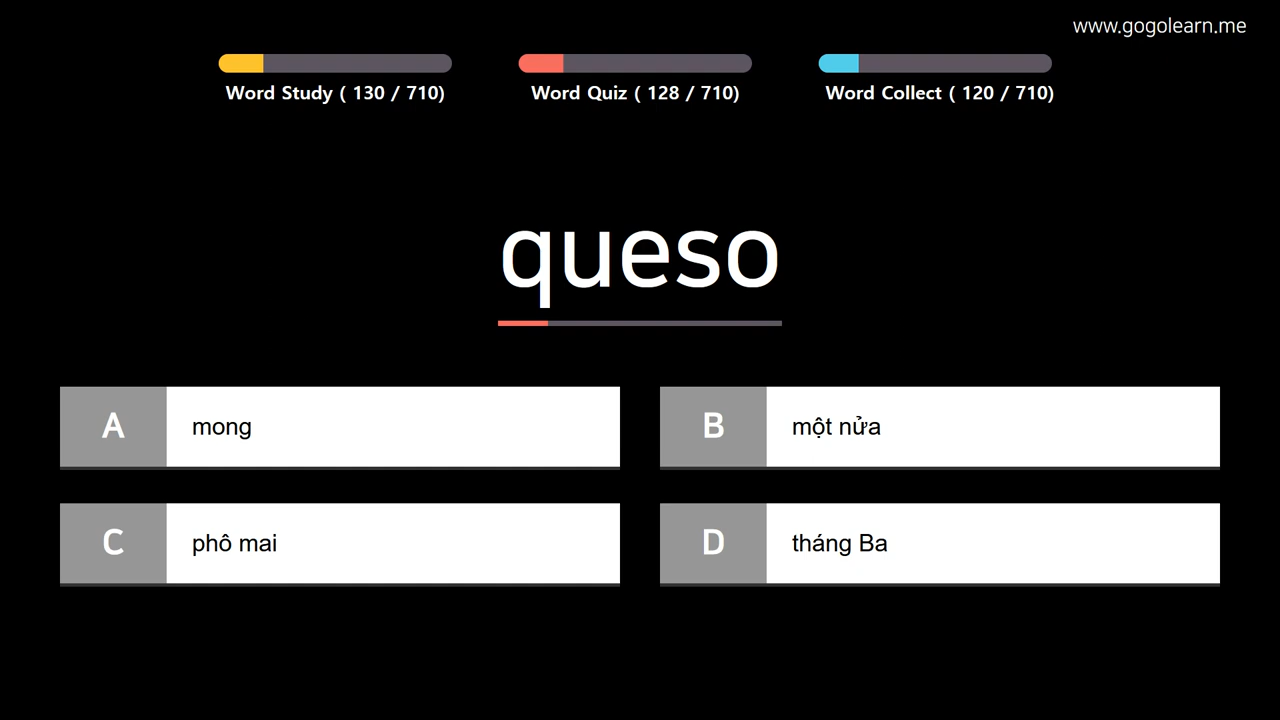 www.gogolearn.me
Word Study ( 130 / 710)
Word Quiz ( 128 / 710)
Word Collect ( 120 / 710)
queso
A
mong
B
một nửa
C
phô mai
D
tháng Ba